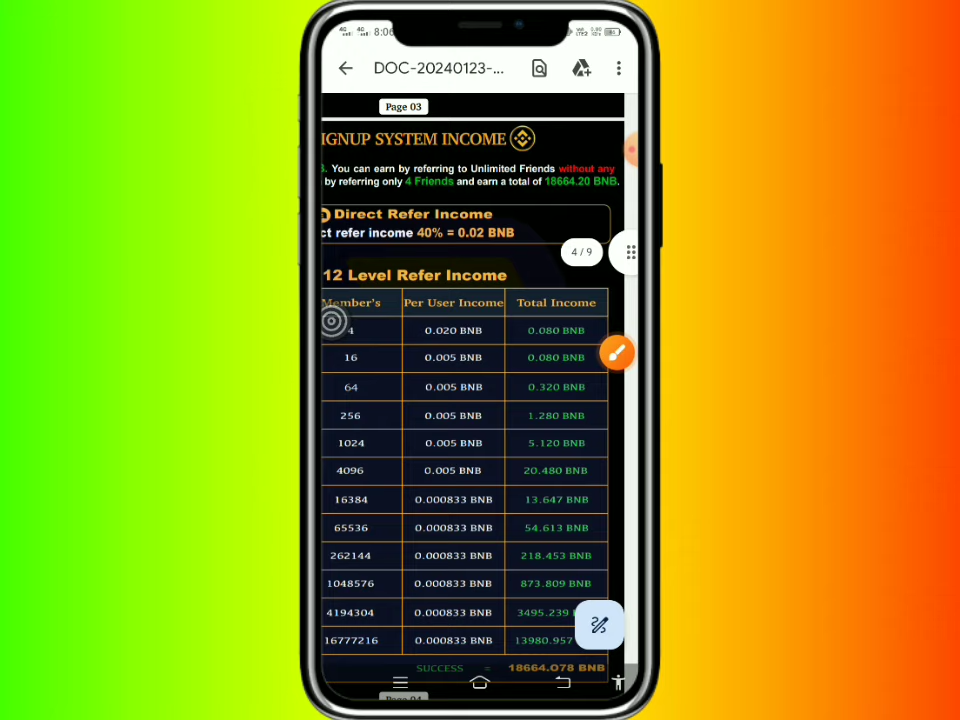 8:06
DOC-20240123-...
Page 03
IGNUP SYSTEM INCOME
3. You can earn by referring to Unlimited Friends without any
by referring only 4 Friends and earn a total of 18664.20 BNB.
Direct Refer Income
ct refer income 40% = 0.02 BNB
4 / 9
12 Level Refer Income
Member's Per User Income Total Income
4 0.020 BNB 0.080 BNB
16 0.005 BNB 0.080 BNB
64 0.005 BNB 0.320 BNB
256 0.005 BNB 1.280 BNB
1024 0.005 BNB 5.120 BNB
4096 0.005 BNB 20.480 BNB
16384 0.000833 BNB 13.647 BNB
65536 0.000833 BNB 54.613 BNB
262144 0.000833 BNB 218.453 BNB
1048576 0.000833 BNB 873.809 BNB
4194304 0.000833 BNB 3495.239
16777216 0.000833 BNB 13980.957
SUCCESS = 18664.078 BNB